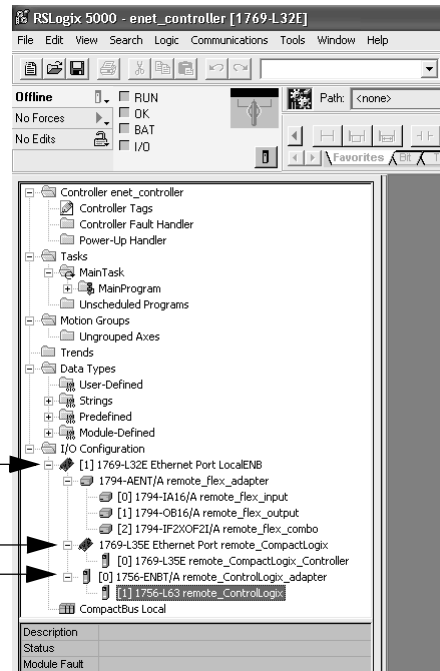 RSLogix 5000 - enet_controller [1769-L32E]
File Edit View Search Logic Communications Tools Window Help
Offline RUN Path: <none>
No Forces OK
No Edits BAT
I/O
Favorites Bit
Controller enet_controller
Controller Tags
Controller Fault Handler
Power-Up Handler
Tasks
MainTask
MainProgram
Unscheduled Programs
Motion Groups
Ungrouped Axes
Trends
Data Types
User-Defined
Strings
Predefined
Module-Defined
I/O Configuration
[1] 1769-L32E Ethernet Port LocalENB
1794-AENT/A remote_flex_adapter
[0] 1794-IA16/A remote_flex_input
[1] 1794-OB16/A remote_flex_output
[2] 1794-IF2XOF2I/A remote_flex_combo
1769-L35E Ethernet Port remote_CompactLogix
[0] 1769-L35E remote_CompactLogix_Controller
[0] 1756-ENBT/A remote_ControlLogix_adapter
[1] 1756-L63 remote_ControlLogix
CompactBus Local
Description
Status
Module Fault